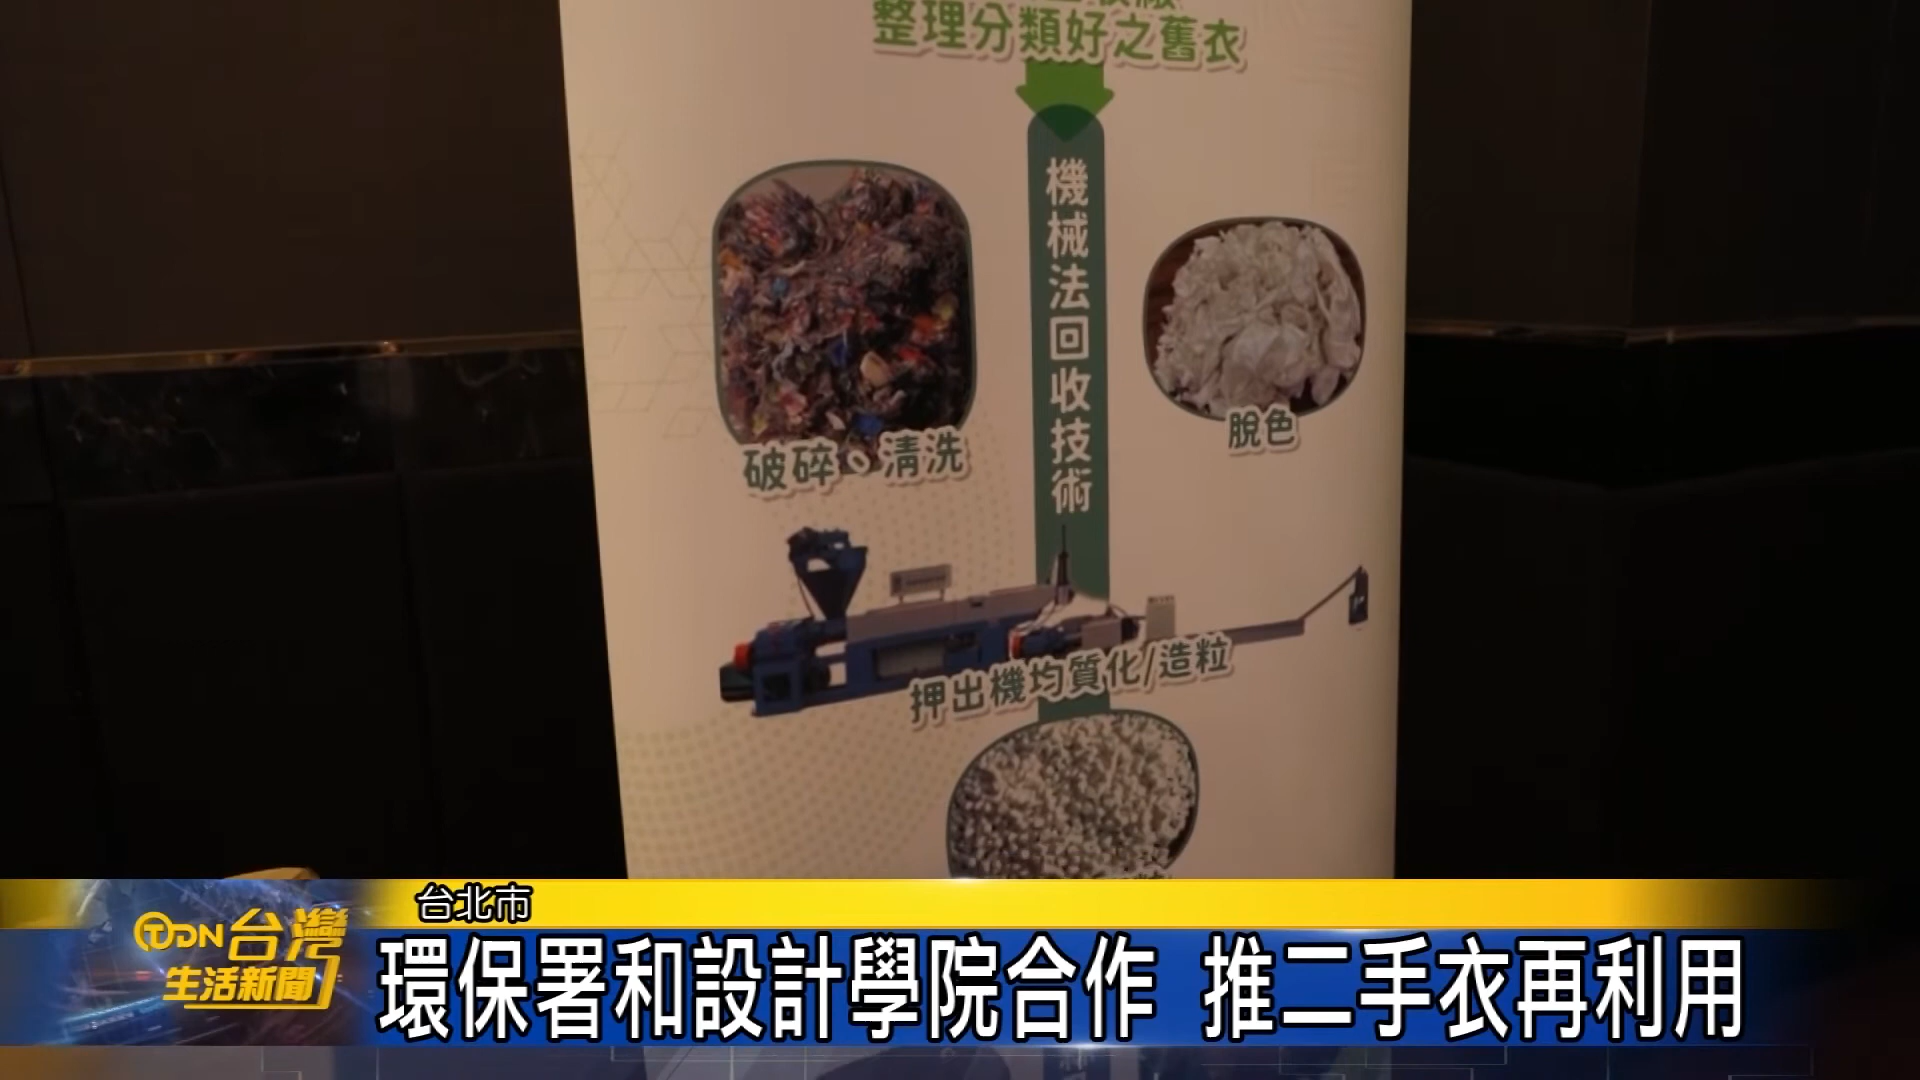 整理分類好之舊衣
機械法回收技術
破碎、清洗
脫色
押出機均質化/造粒
台北市
TDN台灣
生活新聞
環保署和設計學院合作 推二手衣再利用